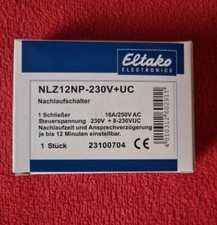 Eltako
ELECTRONICS
NLZ12NP-230V+UC
Nachlaufschalter
1 Schließer 16A/250V AC
Steuerspannung 230V + 8-230VUC
Nachlaufzeit und Ansprechverzögerung
je bis 12 Minuten einstellbar.
1 Stück 23100704